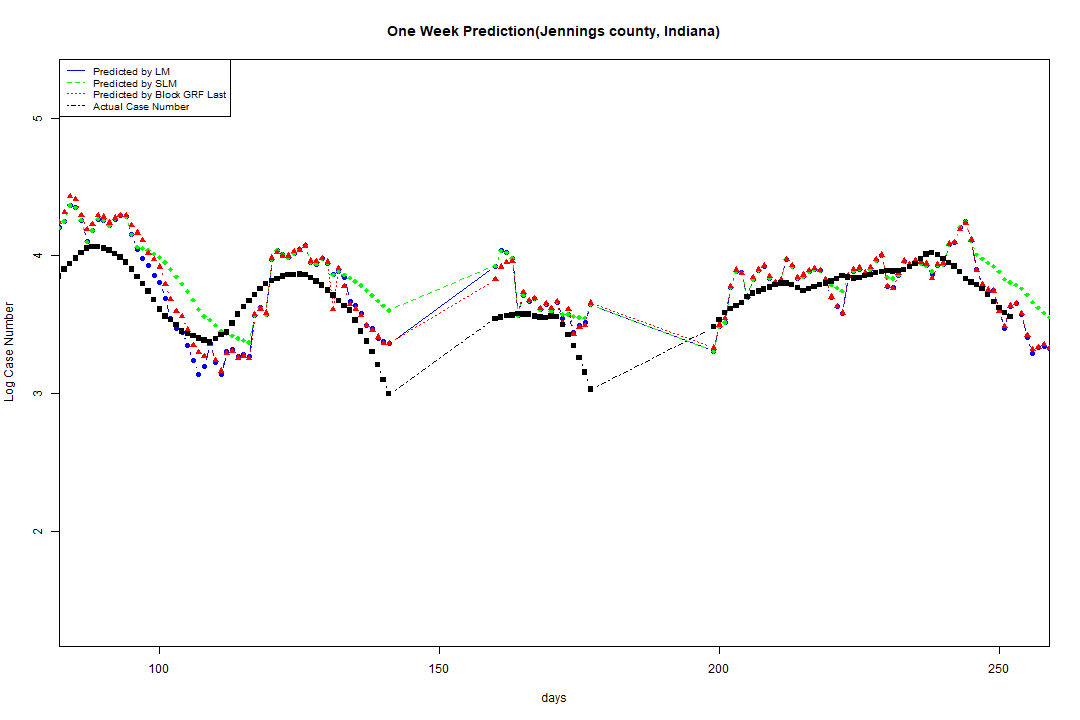 One Week Prediction(Jennings county, Indiana)
Predicted by LM
Predicted by SLM
Predicted by Block GRF Last
Actual Case Number
5
4
3
2
Log Case Number
100
150
200
250
days